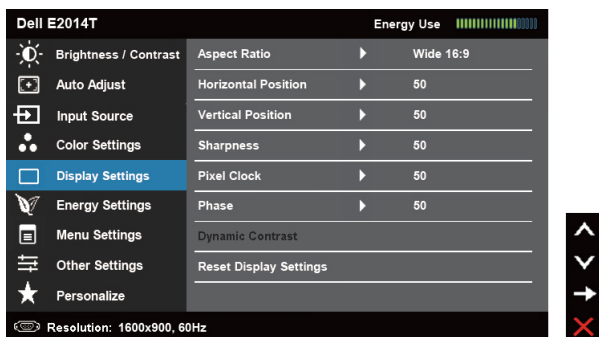 Dell E2014T Energy Use
Brightness / Contrast Aspect Ratio Wide 16:9
Auto Adjust Horizontal Position 50
Input Source Vertical Position 50
Color Settings Sharpness 50
Display Settings Pixel Clock 50
Energy Settings Phase 50
Menu Settings Dynamic Contrast
Other Settings Reset Display Settings
Personalize
Resolution: 1600x900, 60Hz